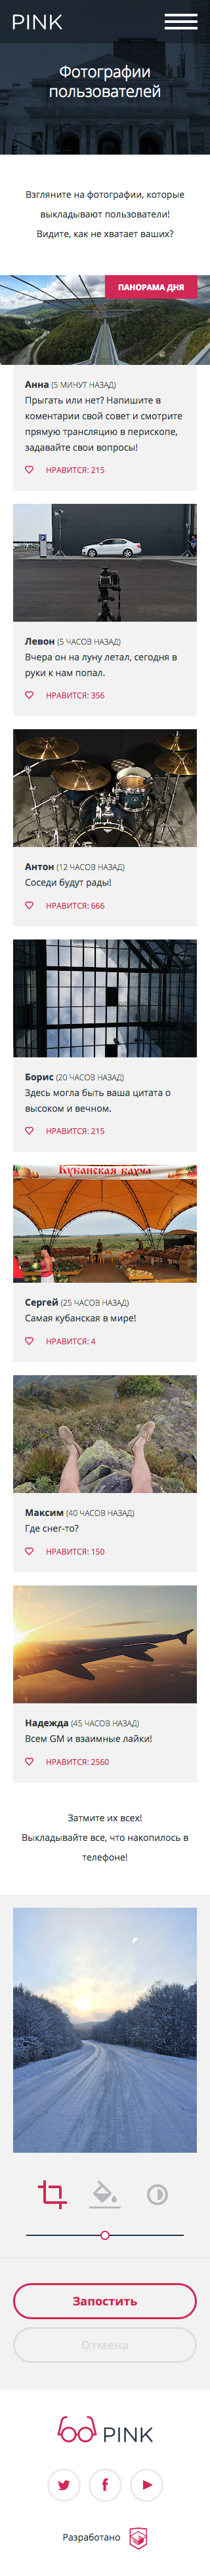 PINK
Фотографии
пользователей
Взгляните на фотографии, которые
выкладывают пользователи!
Видите, как не хватает ваших?
ПАНОРАМА ДНЯ
Анна (5 МИНУТ НАЗАД)
Прыгать или нет? Напишите в
коментарии свой совет и смотрите
прямую трансляцию в перископе,
задавайте свои вопросы!
НРАВИТСЯ: 215
Левон (5 ЧАСОВ НАЗАД)
Вчера он на луну летал, сегодня в
руки к нам попал.
НРАВИТСЯ: 356
Антон (12 ЧАСОВ НАЗАД)
Соседи будут рады!
НРАВИТСЯ: 666
Борис (20 ЧАСОВ НАЗАД)
Здесь могла быть ваша цитата о
высоком и вечном.
НРАВИТСЯ: 215
Кубанская бахча
Сергей (25 ЧАСОВ НАЗАД)
Самая кубанская в мире!
НРАВИТСЯ: 4
Максим (40 ЧАСОВ НАЗАД)
Где снег-то?
НРАВИТСЯ: 150
Надежда (45 ЧАСОВ НАЗАД)
Всем GM и взаимные лайки!
НРАВИТСЯ: 2560
Затмите их всех!
Выкладывайте все, что накопилось в
телефоне!
Запостить
Отмена
PINK
Разработано